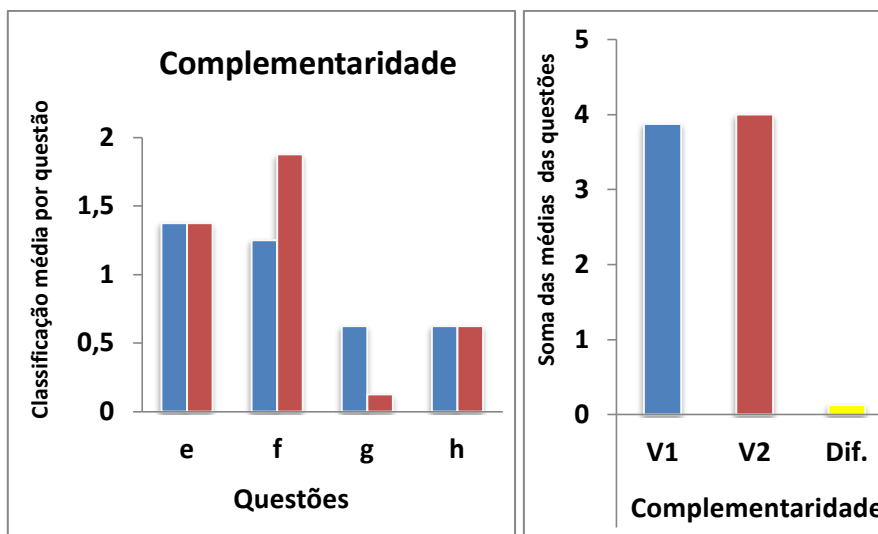 Complementaridade
Classificação média por questão
2
1,5
1
0,5
0
e f g h
Questões
Soma das médias das questões
5
4
3
2
1
0
V1 V2 Dif.
Complementaridade